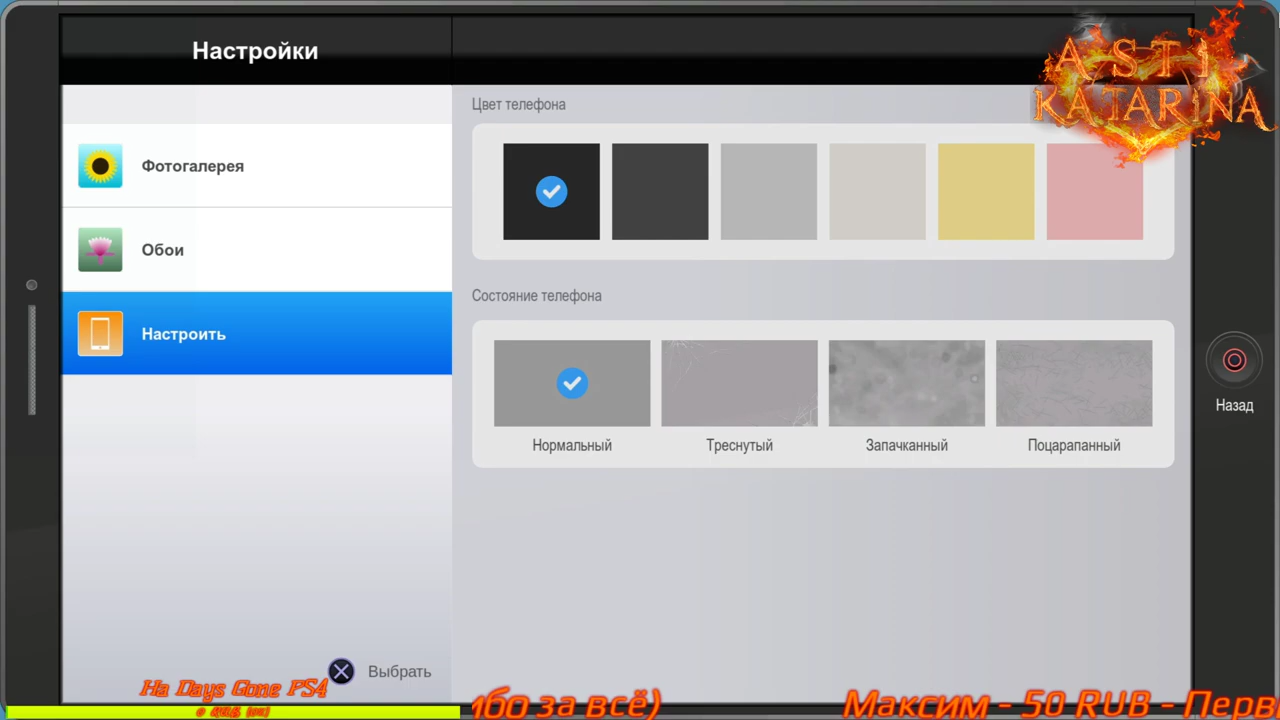 Настройки
ASTI
KATARINA
Цвет телефона
Фотогалерея
Обои
Состояние телефона
Настроить
Нормальный
Треснутый
Запачканный
Поцарапанный
Назад
Выбрать
На Days Gone PS4
ибо за всё)
Максим - 50 RUB - Перв